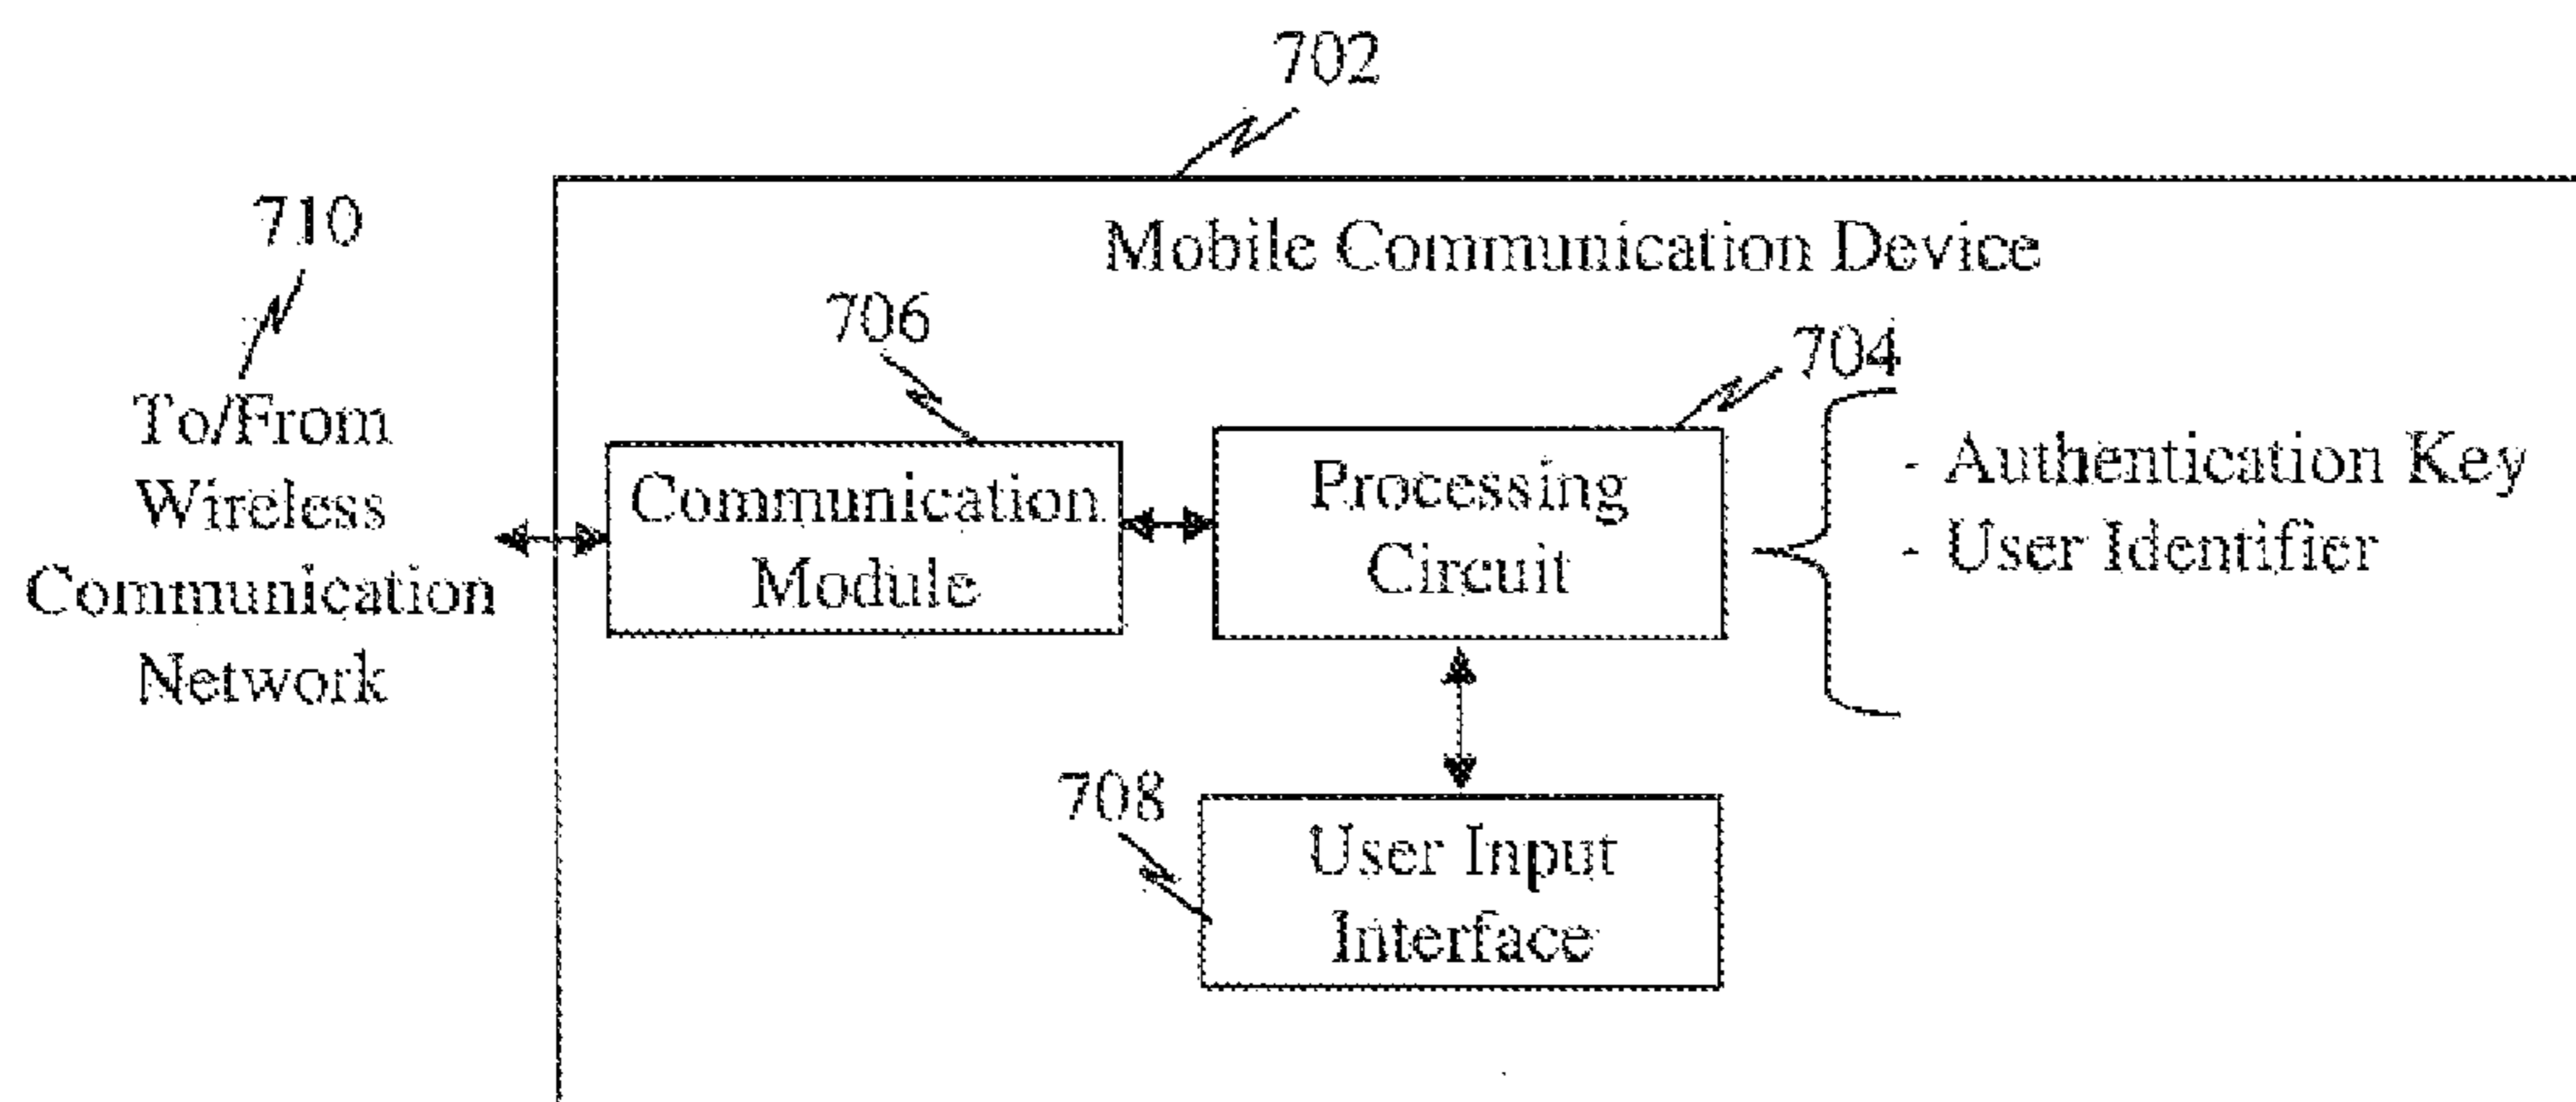 702
710
Mobile Communication Device
706
704
To/From
Wireless
Communication
Network
Communication
Module
Processing
Circuit
- Authentication Key
- User Identifier
708
User Input
Interface